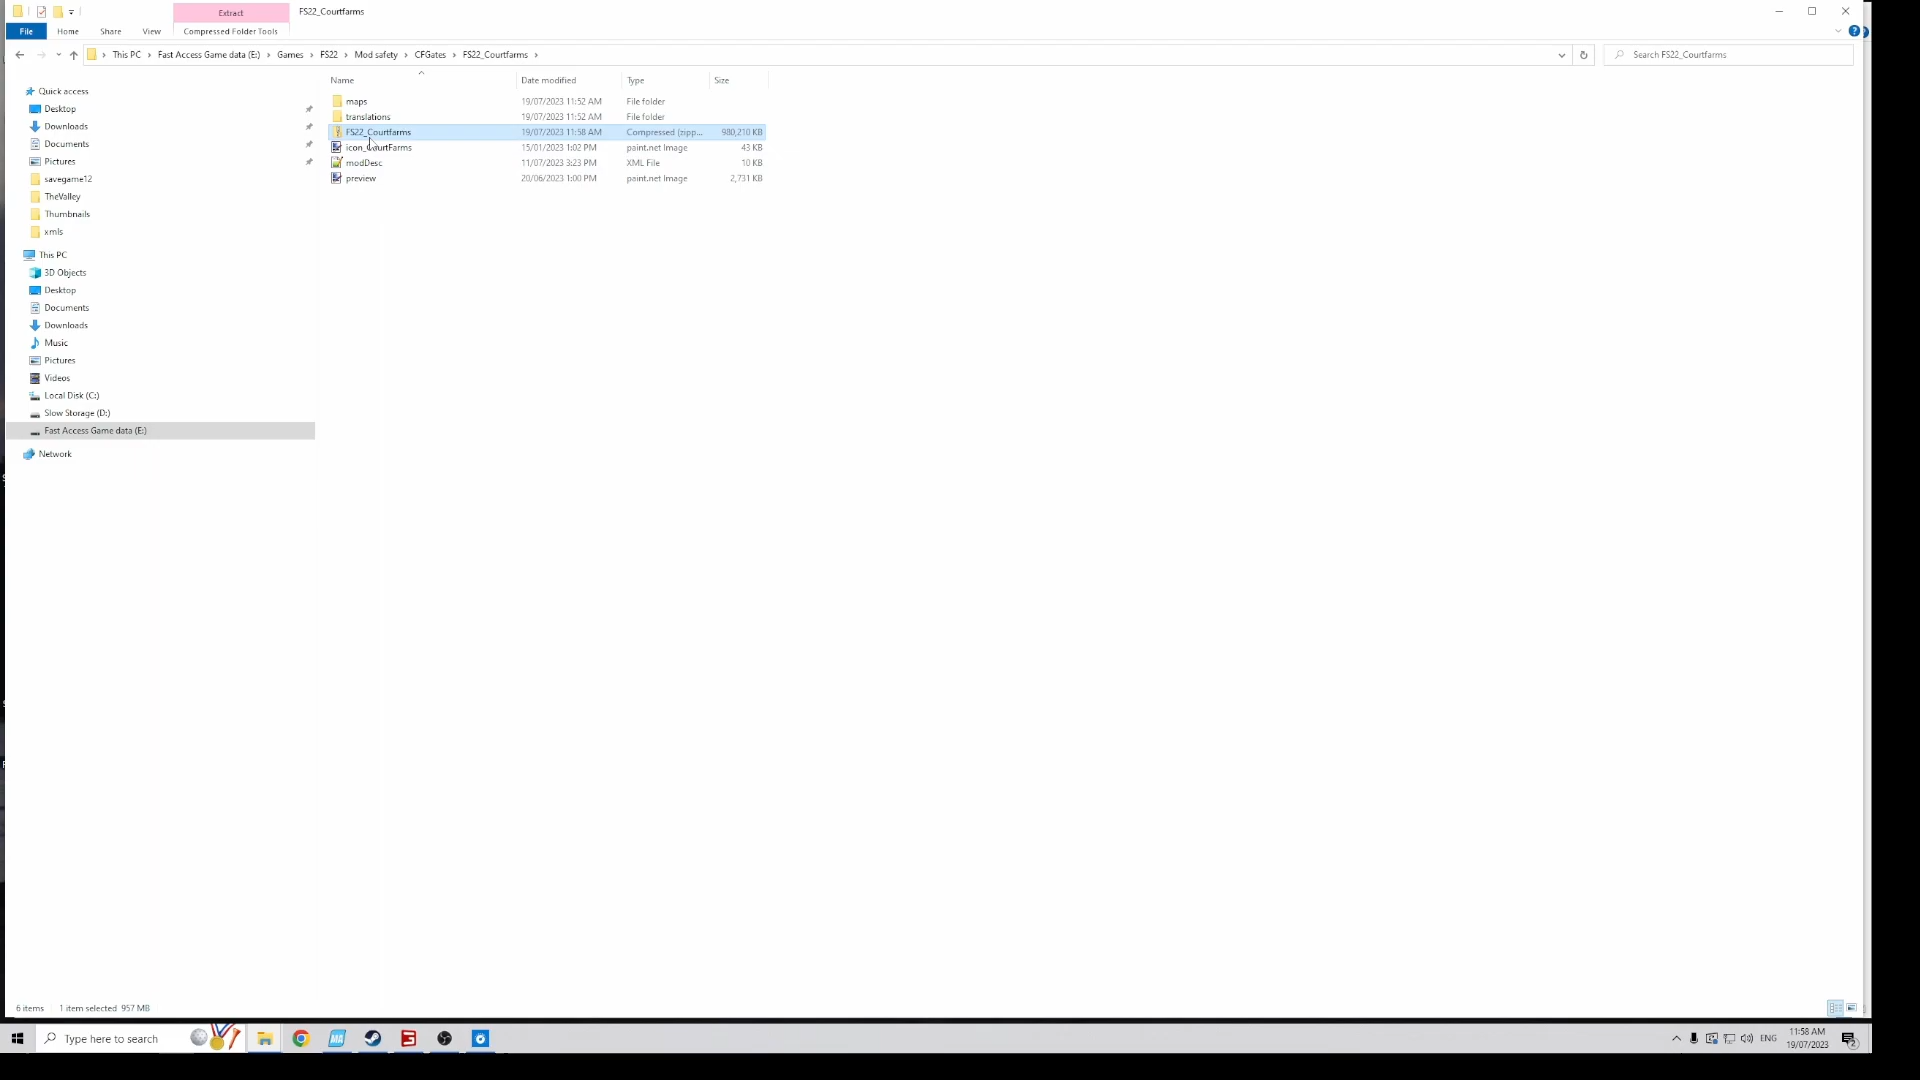 Extract
FS22_Courtfarms
File
Home
Share
View
Compressed Folder Tools
This PC
Fast Access Game data (E:)
Games
FS22
Mod safety
CFGates
FS22_Courtfarms
Search FS22_Courtfarms
Name
Date modified
Type
Size
maps 19/07/2023 11:52 AM File folder
translations 19/07/2023 11:52 AM File folder
FS22_Courtfarms 19/07/2023 11:58 AM Compressed (zipp... 980,210 KB
icon_CourtFarms 15/01/2023 1:02 PM paint.net Image 43 KB
modDesc 11/07/2023 3:23 PM XML File 10 KB
preview 20/06/2023 1:00 PM paint.net Image 2,731 KB
Quick access
Desktop
Downloads
Documents
Pictures
savegame12
TheValley
Thumbnails
xmls
This PC
3D Objects
Desktop
Documents
Downloads
Music
Pictures
Videos
Local Disk (C:)
Slow Storage (D:)
Fast Access Game data (E:)
Network
6 items
1 item selected 957 MB
Type here to search
ENG
11:58 AM
19/07/2023
2